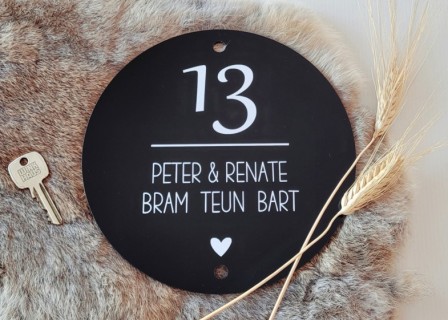 13
PETER & RENATE
BRAM TEUN BART